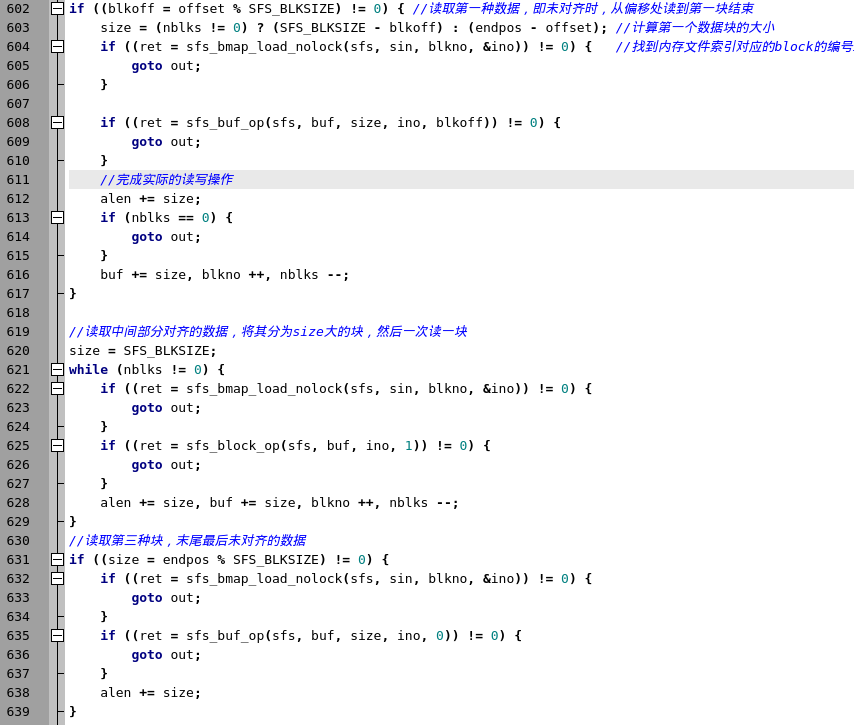 602 if ((blkoff = offset % SFS_BLKSIZE) != 0) { //读取第一种数据，即未对齐时，从偏移处读到第一块结束
603     size = (nblks != 0) ? (SFS_BLKSIZE - blkoff) : (endpos - offset); //计算第一个数据块的大小
604     if ((ret = sfs_bmap_load_nolock(sfs, sin, blkno, &ino)) != 0) {   //找到内存文件索引对应的block的编号
605         goto out;
606     }
607
608     if ((ret = sfs_buf_op(sfs, buf, size, ino, blkoff)) != 0) {
609         goto out;
610     }
611     //完成实际的读写操作
612     alen += size;
613     if (nblks == 0) {
614         goto out;
615     }
616     buf += size, blkno ++, nblks --;
617 }
618
619 //读取中间部分对齐的数据，将其分为size大的块，然后一次读一块
620 size = SFS_BLKSIZE;
621 while (nblks != 0) {
622     if ((ret = sfs_bmap_load_nolock(sfs, sin, blkno, &ino)) != 0) {
623         goto out;
624     }
625     if ((ret = sfs_block_op(sfs, buf, ino, 1)) != 0) {
626         goto out;
627     }
628     alen += size, buf += size, blkno ++, nblks --;
629 }
630 //读取第三种块，末尾最后未对齐的数据
631 if ((size = endpos % SFS_BLKSIZE) != 0) {
632     if ((ret = sfs_bmap_load_nolock(sfs, sin, blkno, &ino)) != 0) {
633         goto out;
634     }
635     if ((ret = sfs_buf_op(sfs, buf, size, ino, 0)) != 0) {
636         goto out;
637     }
638     alen += size;
639 }